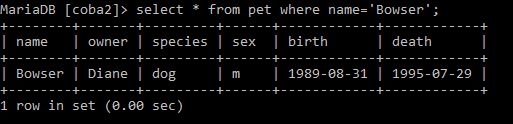 MariaDB [coba2]> select * from pet where name='Bowser';
+--------+-------+---------+------+------------+------------+
| name   | owner | species | sex  | birth      | death      |
+--------+-------+---------+------+------------+------------+
| Bowser | Diane | dog     | m    | 1989-08-31 | 1995-07-29 |
+--------+-------+---------+------+------------+------------+
1 row in set (0.00 sec)